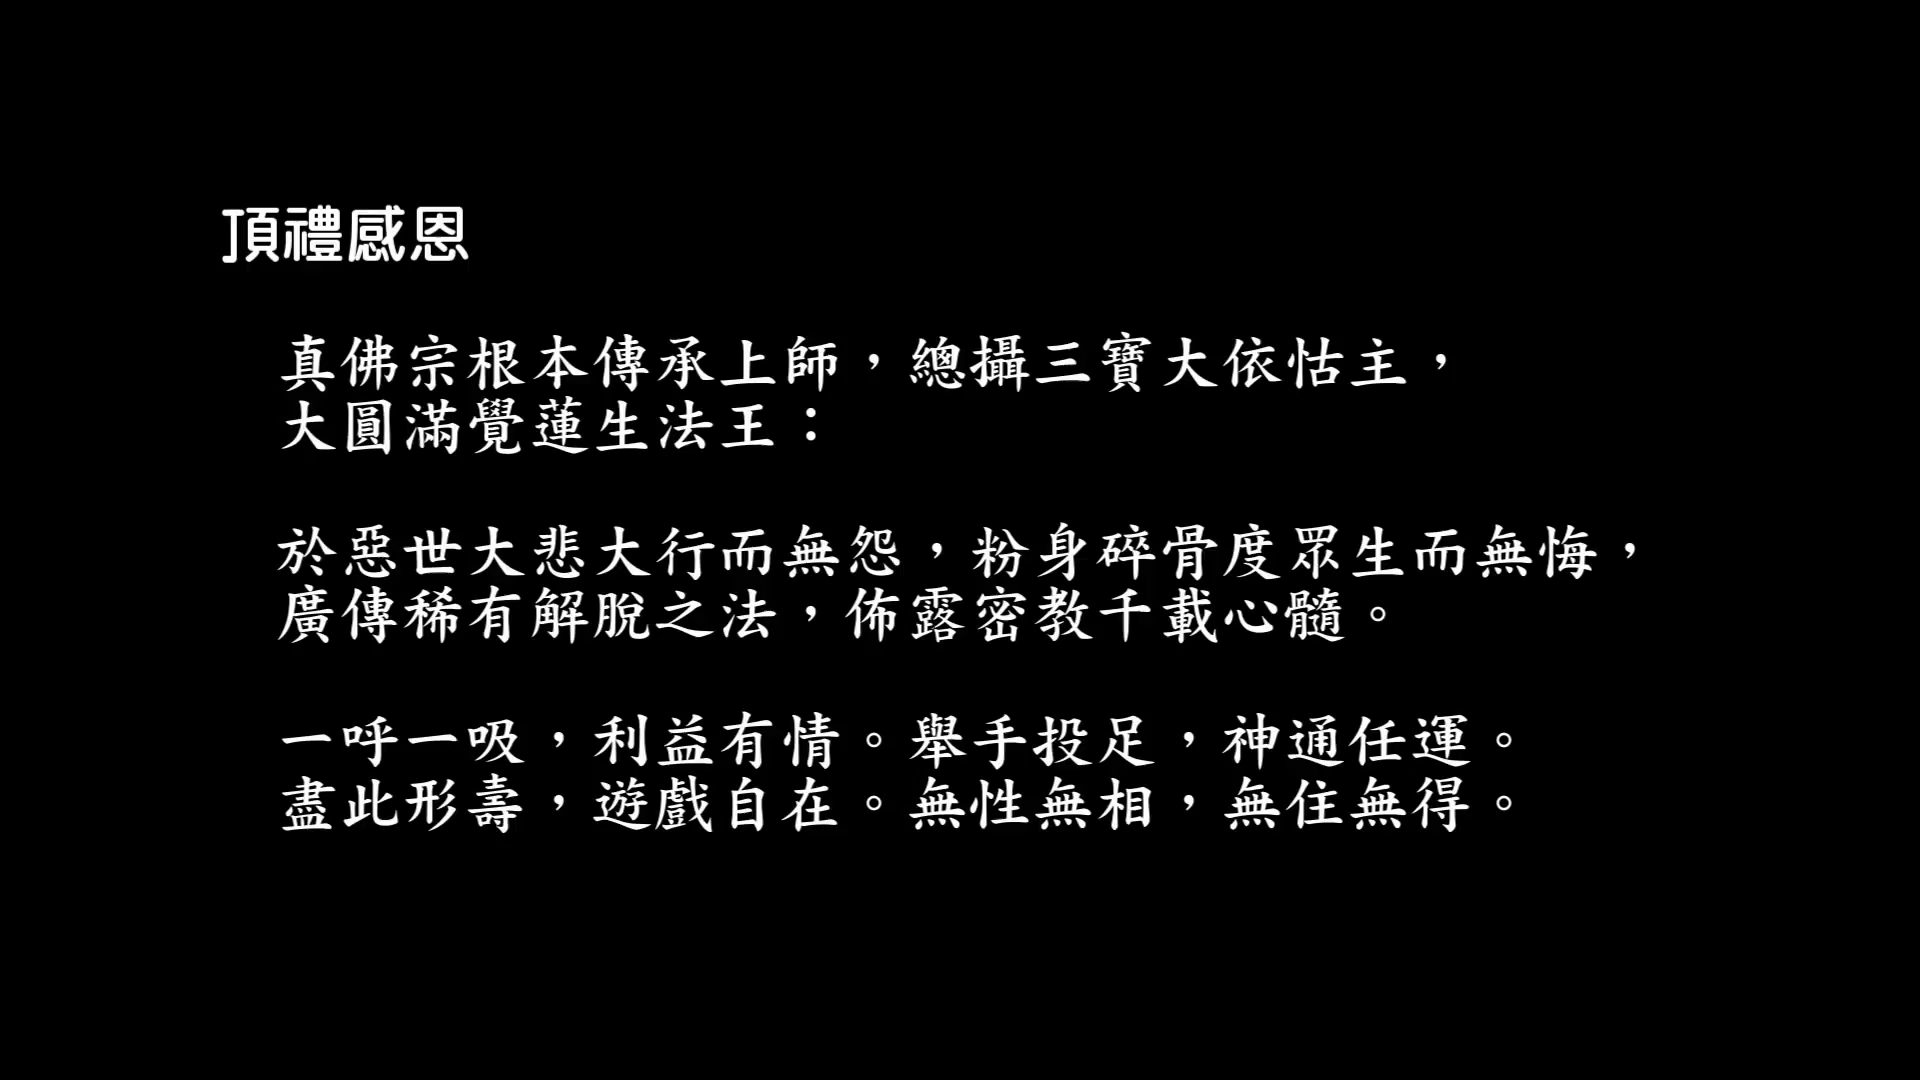 頂禮感恩
真佛宗根本傳承上師，總攝三寶大依怙主，
大圓滿覺蓮生法王：
於惡世大悲大行而無怨，粉身碎骨度眾生而無悔，
廣傳稀有解脫之法，佈露密教千載心髓。
一呼一吸，利益有情。舉手投足，神通任運。
盡此形壽，遊戲自在。無性無相，無住無得。